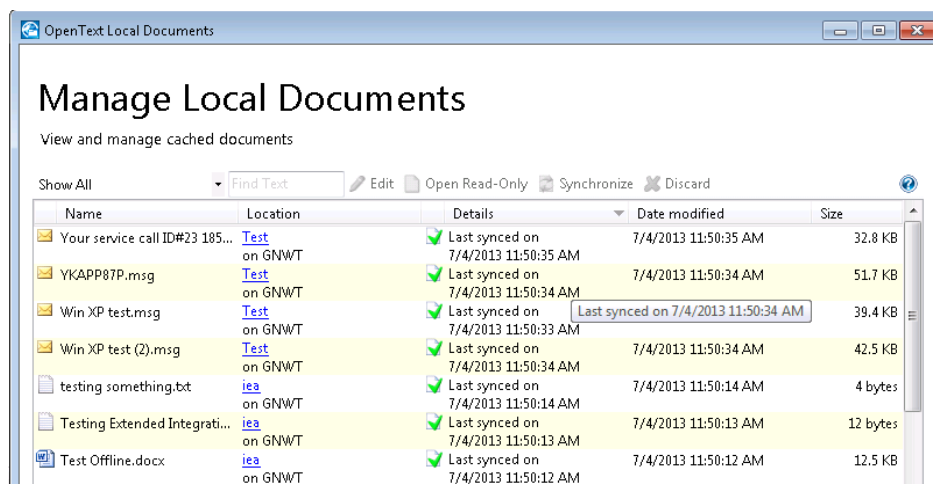 OpenText Local Documents
Manage Local Documents
View and manage cached documents
Show All Find Text Edit Open Read-Only Synchronize Discard
Name Location Details Date modified Size
Your service call ID#23 185... Test Last synced on 7/4/2013 11:50:35 AM 32.8 KB
on GNWT 7/4/2013 11:50:35 AM
YKAPP87P.msg Test Last synced on 7/4/2013 11:50:34 AM 51.7 KB
on GNWT 7/4/2013 11:50:34 AM
Win XP test.msg Test Last synced on Last synced on 7/4/2013 11:50:34 AM 39.4 KB
on GNWT 7/4/2013 11:50:33 AM
Win XP test (2).msg Test Last synced on 7/4/2013 11:50:34 AM 42.5 KB
on GNWT 7/4/2013 11:50:34 AM
testing something.txt iea Last synced on 7/4/2013 11:50:14 AM 4 bytes
on GNWT 7/4/2013 11:50:14 AM
Testing Extended Integrati... iea Last synced on 7/4/2013 11:50:13 AM 12 bytes
on GNWT 7/4/2013 11:50:13 AM
Test Offline.docx iea Last synced on 7/4/2013 11:50:12 AM 12.5 KB
on GNWT 7/4/2013 11:50:12 AM